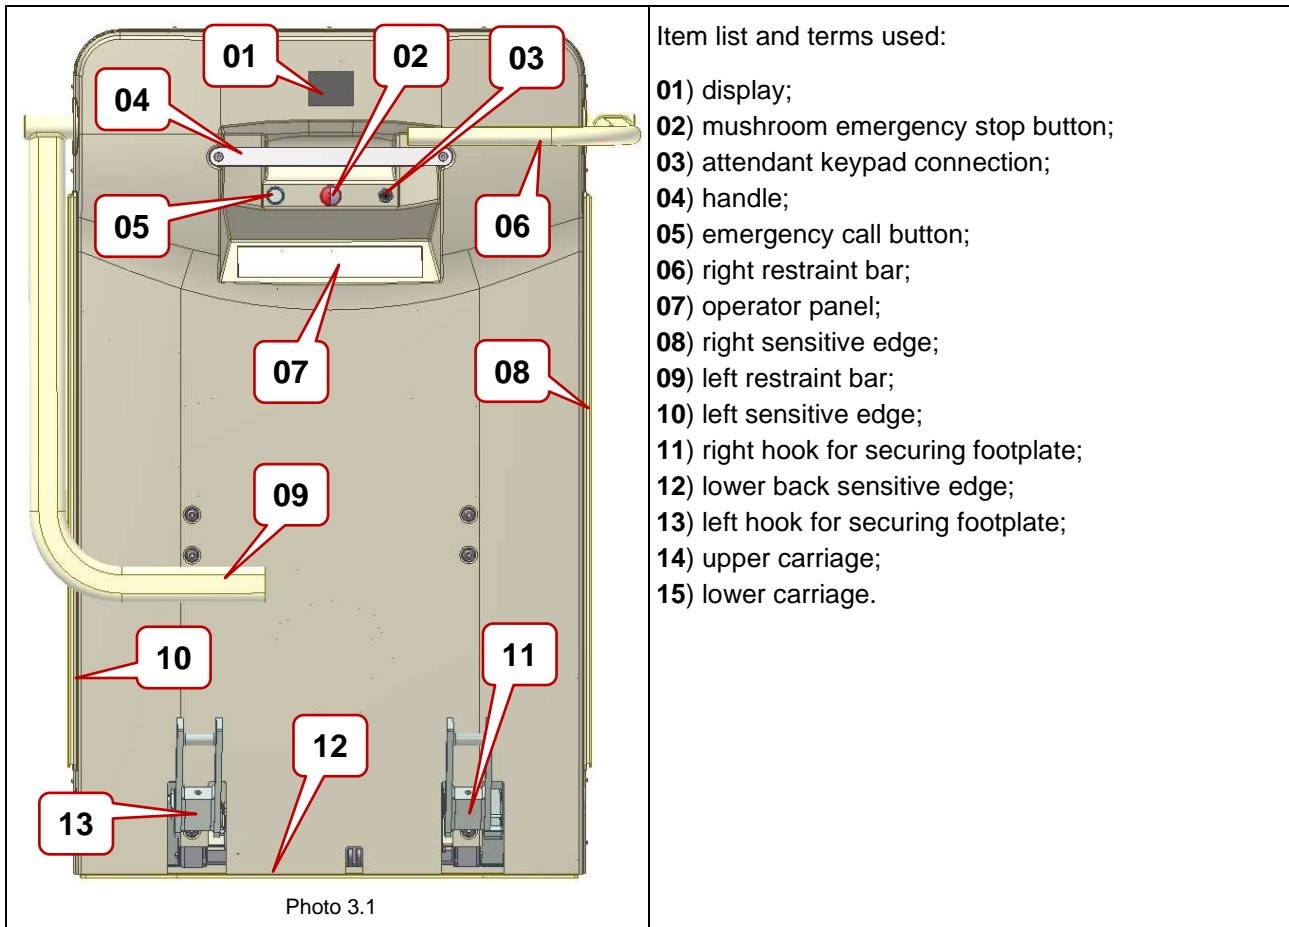 01
02
03
04
05
06
07
08
09
10
11
12
13
Photo 3.1
Item list and terms used:
01) display;
02) mushroom emergency stop button;
03) attendant keypad connection;
04) handle;
05) emergency call button;
06) right restraint bar;
07) operator panel;
08) right sensitive edge;
09) left restraint bar;
10) left sensitive edge;
11) right hook for securing footplate;
12) lower back sensitive edge;
13) left hook for securing footplate;
14) upper carriage;
15) lower carriage.